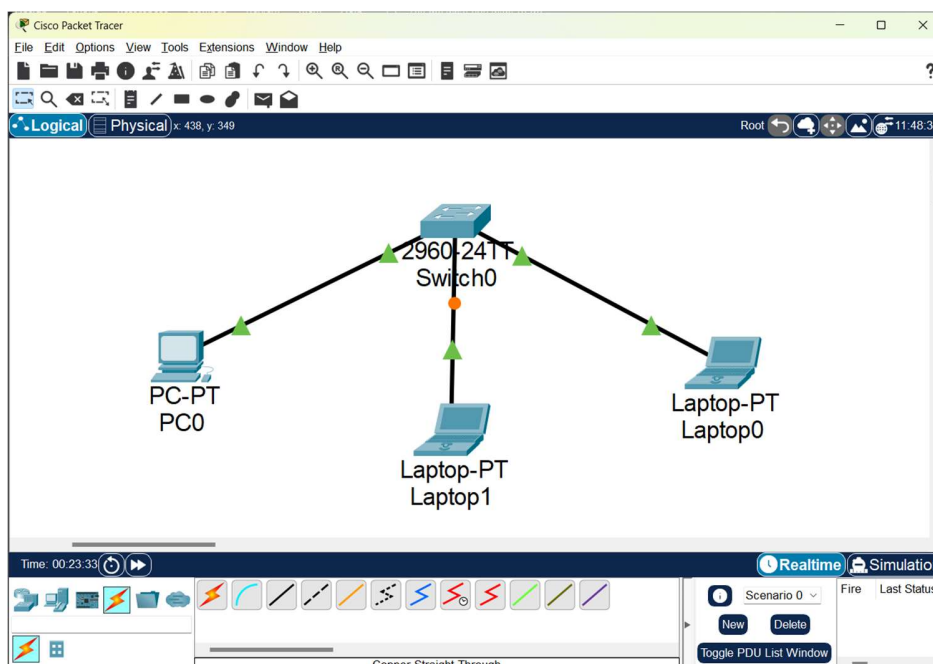 Cisco Packet Tracer
File Edit Options View Tools Extensions Window Help
Logical Physical x: 438, y: 349 Root 11:48:3
2960-24TT
Switch0
PC-PT
PC0
Laptop-PT
Laptop0
Laptop-PT
Laptop1
Time: 00:23:33 Realtime Simulatio
Scenario 0 Fire Last Status
New Delete
Toggle PDU List Window
Copper Straight-Through